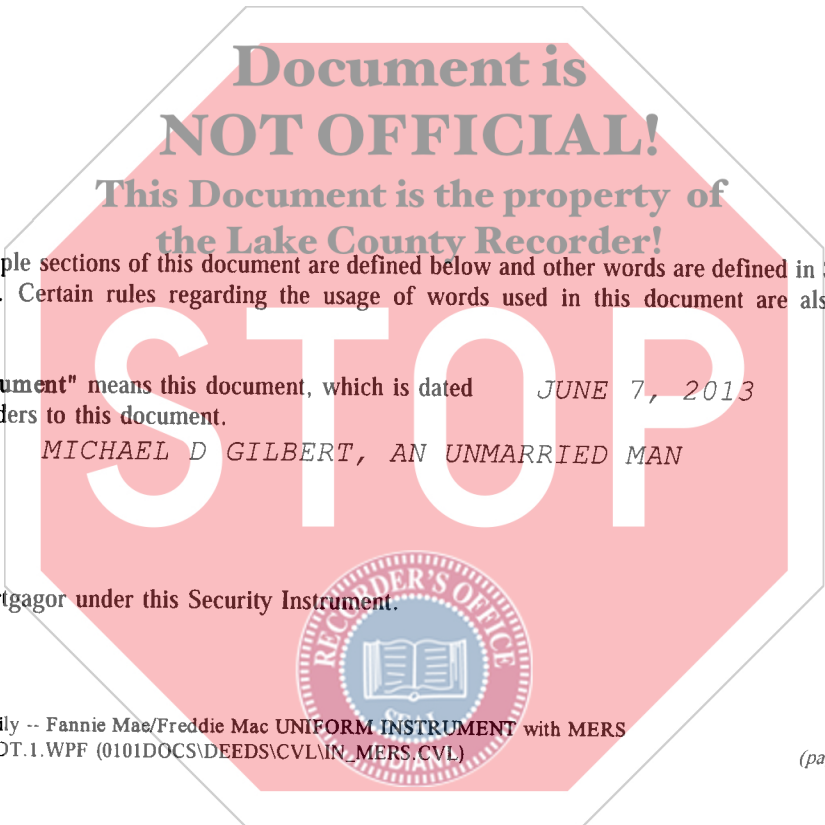 Document is
NOT OFFICIAL!
This Document is the property of
the Lake County Recorder!
ple sections of this document are defined below and other words are defined in
. Certain rules regarding the usage of words used in this document are als
STOP
ument" means this document, which is dated JUNE 7, 2013
ders to this document.
MICHAEL D GILBERT, AN UNMARRIED MAN
tgagor under this Security Instrument.
RECORDER'S OFFICE
SEAL
INDIANA
ily -- Fannie Mae/Freddie Mac UNIFORM INSTRUMENT with MERS
OT.1.WPF (0101DOCS\DEEDS\CVL\IN_MERS.CVL)
(pa